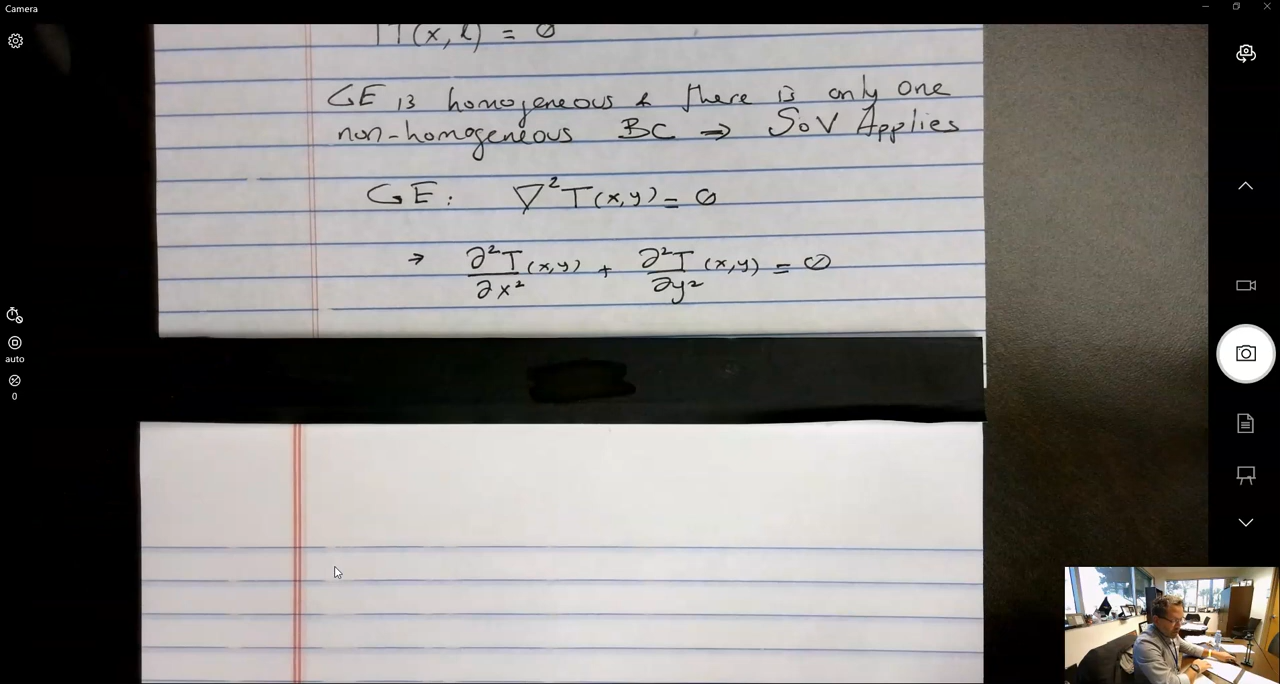 Camera
T(x,l) = 0
GE is homogeneous & there is only one
non-homogeneous BC ⇒ SoV Applies
GE: ∇²T(x,y) = 0
→ ∂²T/∂x² (x,y) + ∂²T/∂y² (x,y) = 0
auto
0